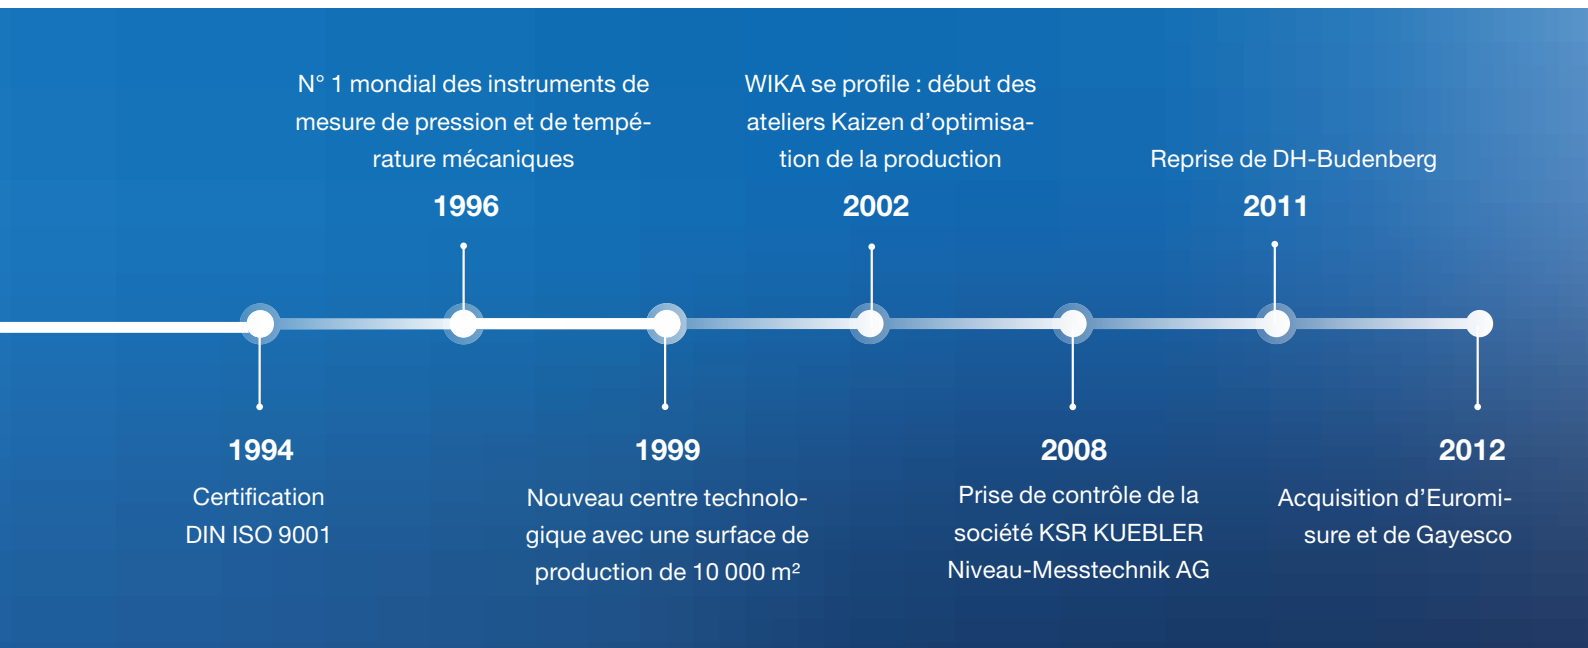 N° 1 mondial des instruments de
mesure de pression et de tempé-
rature mécaniques
1996
WIKA se profile : début des
ateliers Kaizen d’optimisa-
tion de la production
2002
Reprise de DH-Budenberg
2011
1994
Certification
DIN ISO 9001
1999
Nouveau centre technolo-
gique avec une surface de
production de 10 000 m²
2008
Prise de contrôle de la
société KSR KUEBLER
Niveau-Messtechnik AG
2012
Acquisition d’Euromi-
sure et de Gayesco